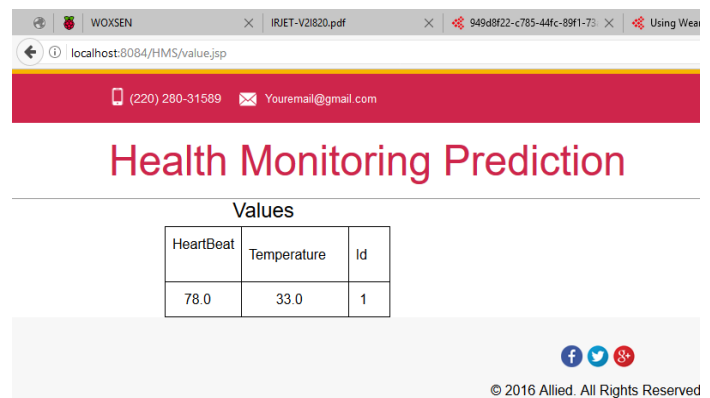 WOXSEN
IRJET-V2I820.pdf
949d8f22-c785-44fc-89f1-73
Using Wear
localhost:8084/HMS/value.jsp
(220) 280-31589 Youremail@gmail.com
Health Monitoring Prediction
Values
HeartBeat Temperature Id
78.0 33.0 1
© 2016 Allied. All Rights Reserved